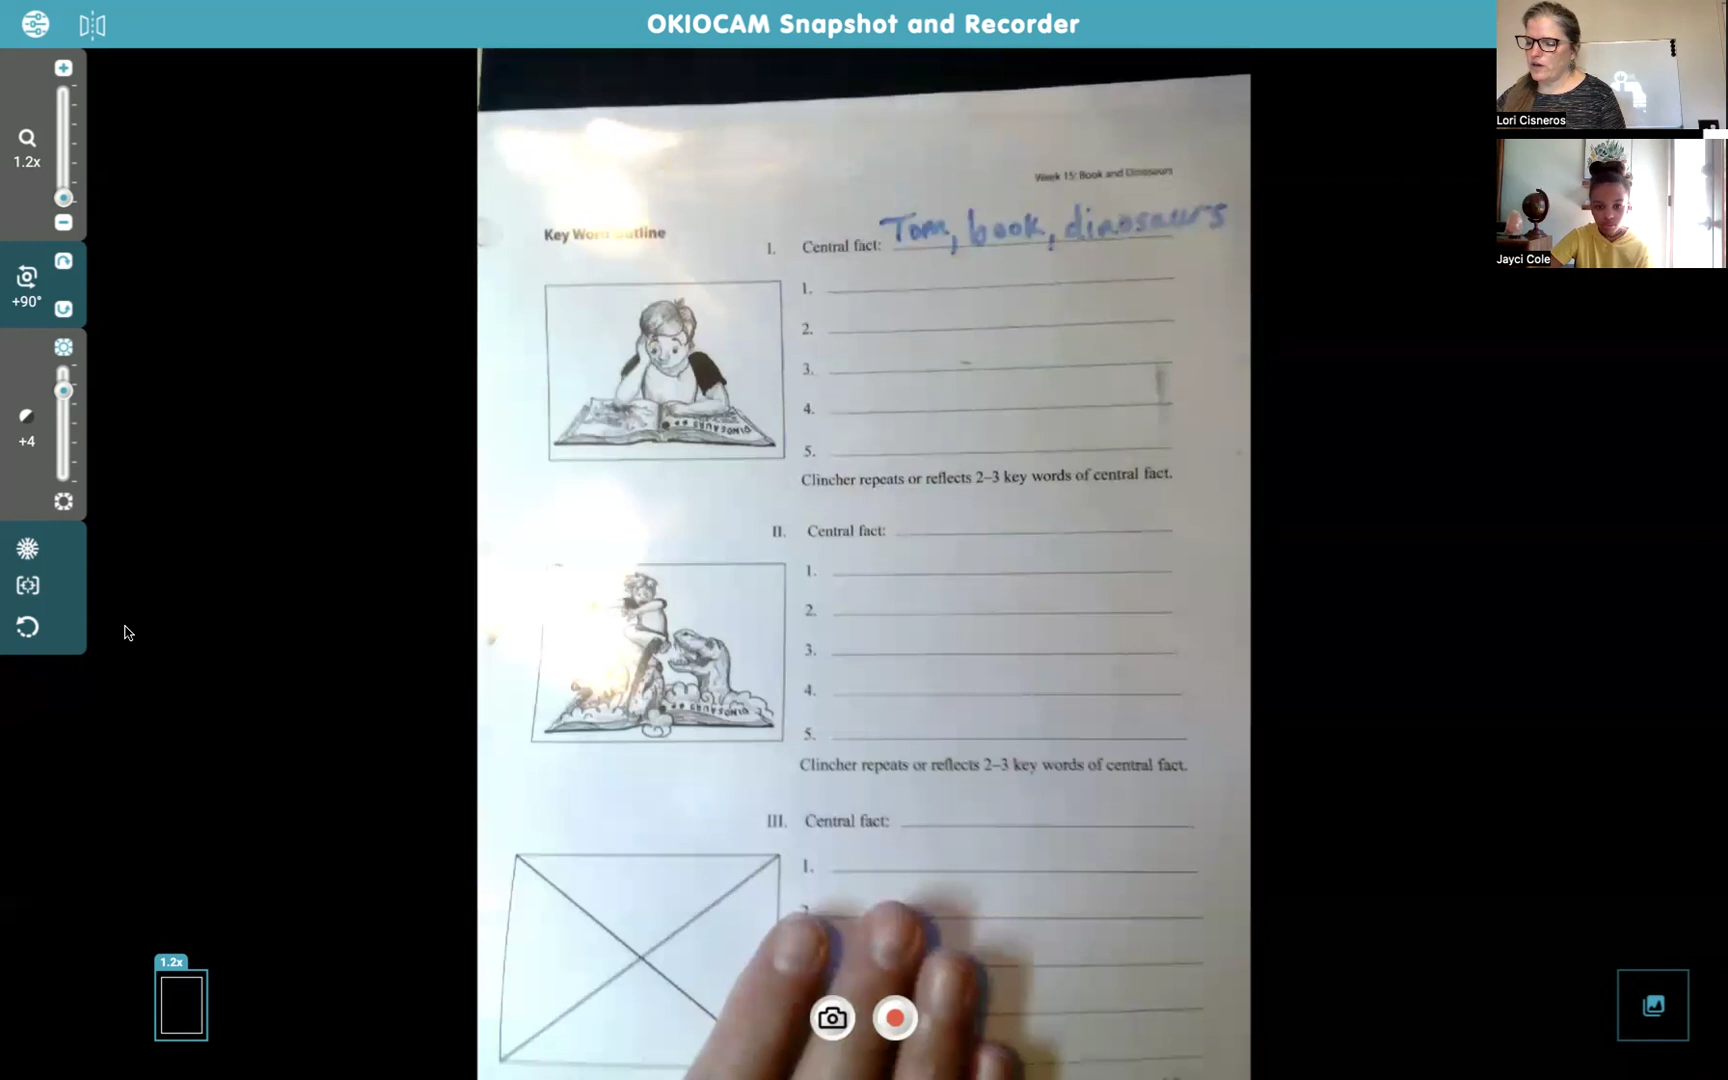 OKIOCAM Snapshot and Recorder
1.2x
+90°
+4
1.2x
Lori Cisneros
Jayci Cole
Week 15: Book and Dinosaurs
Key Word Outline
I. Central fact: Tom, book, dinosaurs
1.
2.
3.
4.
5.
Clincher repeats or reflects 2–3 key words of central fact.
DINOSAURS
II. Central fact:
1.
2.
3.
4.
5.
Clincher repeats or reflects 2–3 key words of central fact.
DINOSAURS
III. Central fact:
1.